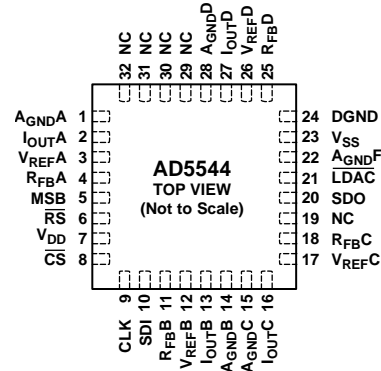 32 NC
31 NC
30 NC
29 NC
28 AGNDD
27 IOUTD
26 VREFD
25 RFBD
AGNDA 1
IOUTA 2
VREFA 3
RFBA 4
MSB 5
RS 6
VDD 7
CS 8
AD5544
TOP VIEW
(Not to Scale)
24 DGND
23 VSS
22 AGNDF
21 LDAC
20 SDO
19 NC
18 RFBC
17 VREFC
CLK 9
SDI 10
RFBB 11
VREFB 12
IOUTB 13
AGNDB 14
AGNDC 15
IOUTC 16